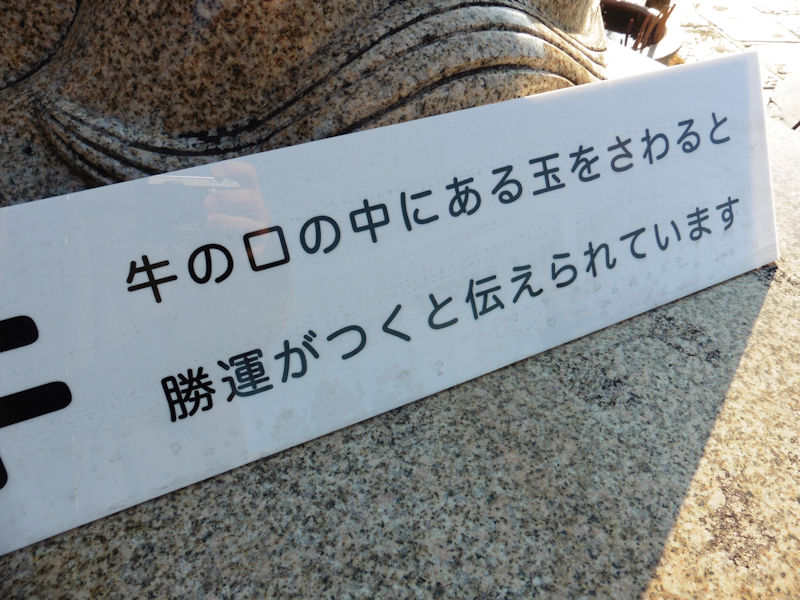 牛の口の中にある玉をさわると
勝運がつくと伝えられています